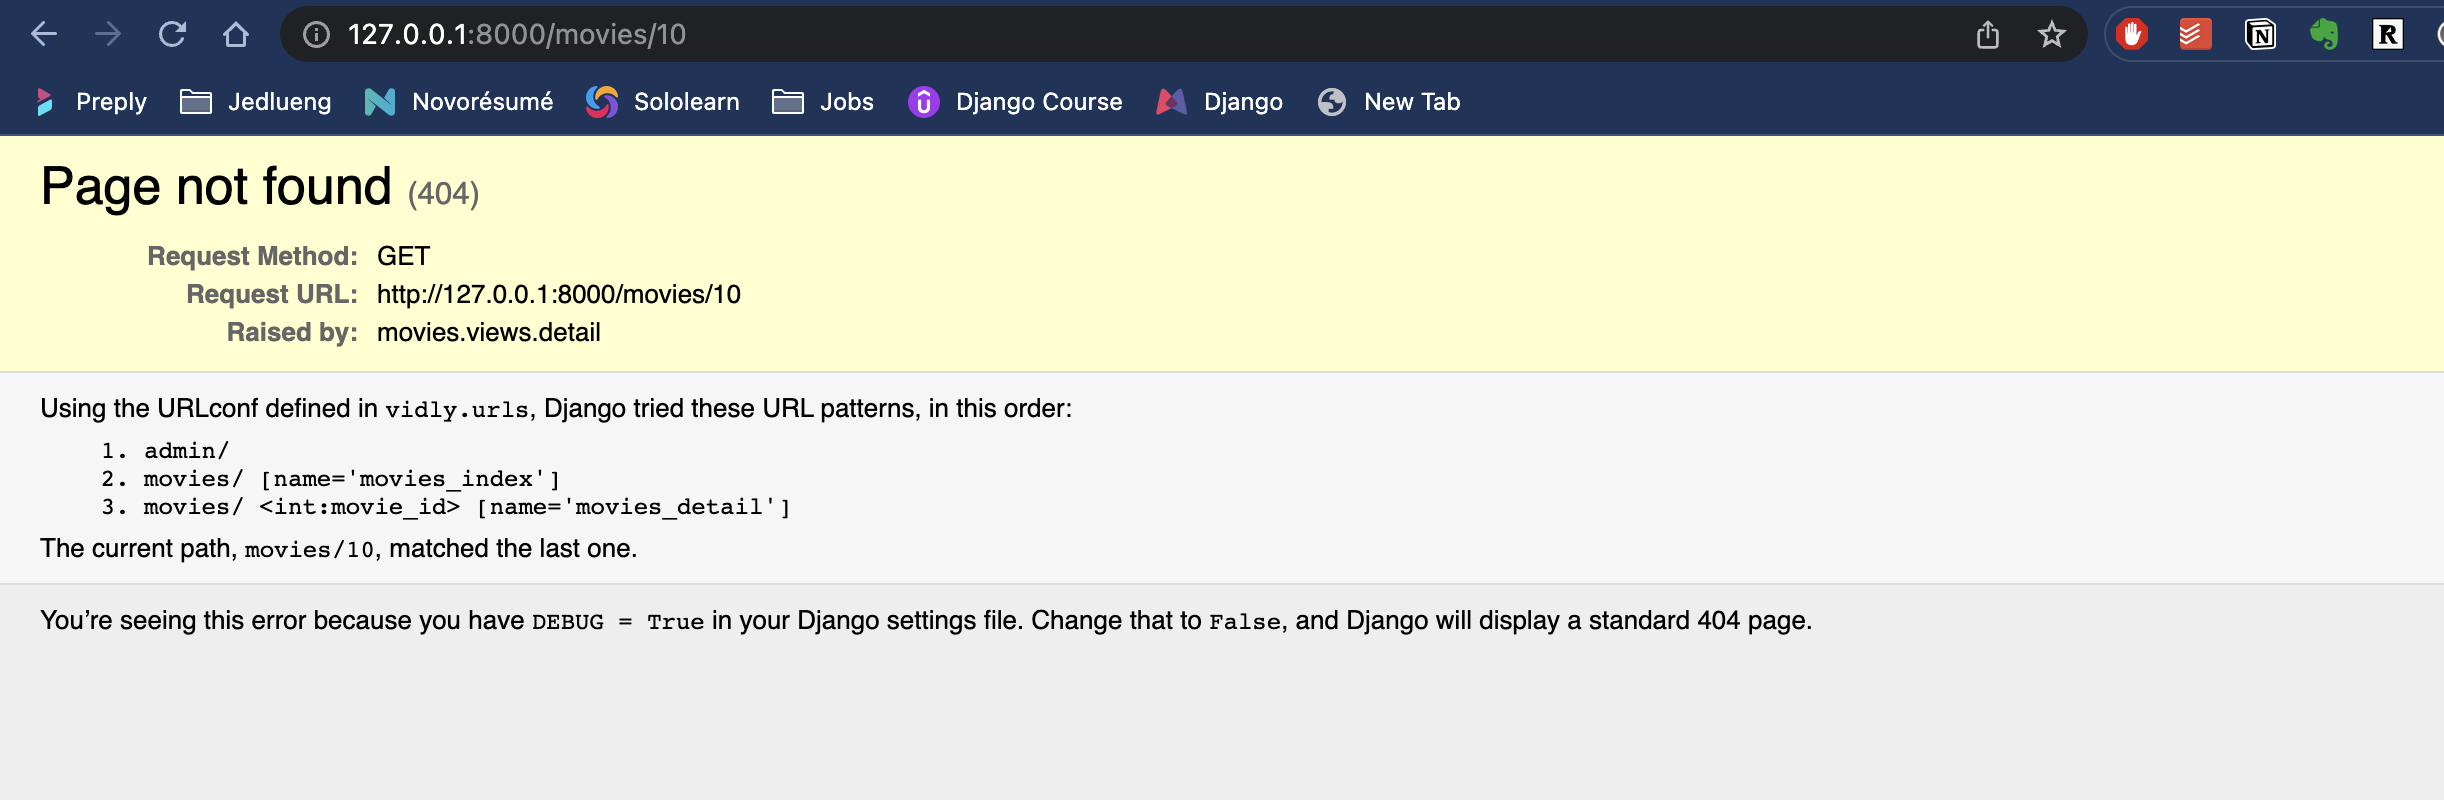 127.0.0.1:8000/movies/10
Preply Jedlueng Novorésumé Sololearn Jobs Django Course Django New Tab
Page not found (404)
Request Method: GET
Request URL: http://127.0.0.1:8000/movies/10
Raised by: movies.views.detail
Using the URLconf defined in vidly.urls, Django tried these URL patterns, in this order:
1. admin/
2. movies/ [name='movies_index']
3. movies/ <int:movie_id> [name='movies_detail']
The current path, movies/10, matched the last one.
You’re seeing this error because you have DEBUG = True in your Django settings file. Change that to False, and Django will display a standard 404 page.